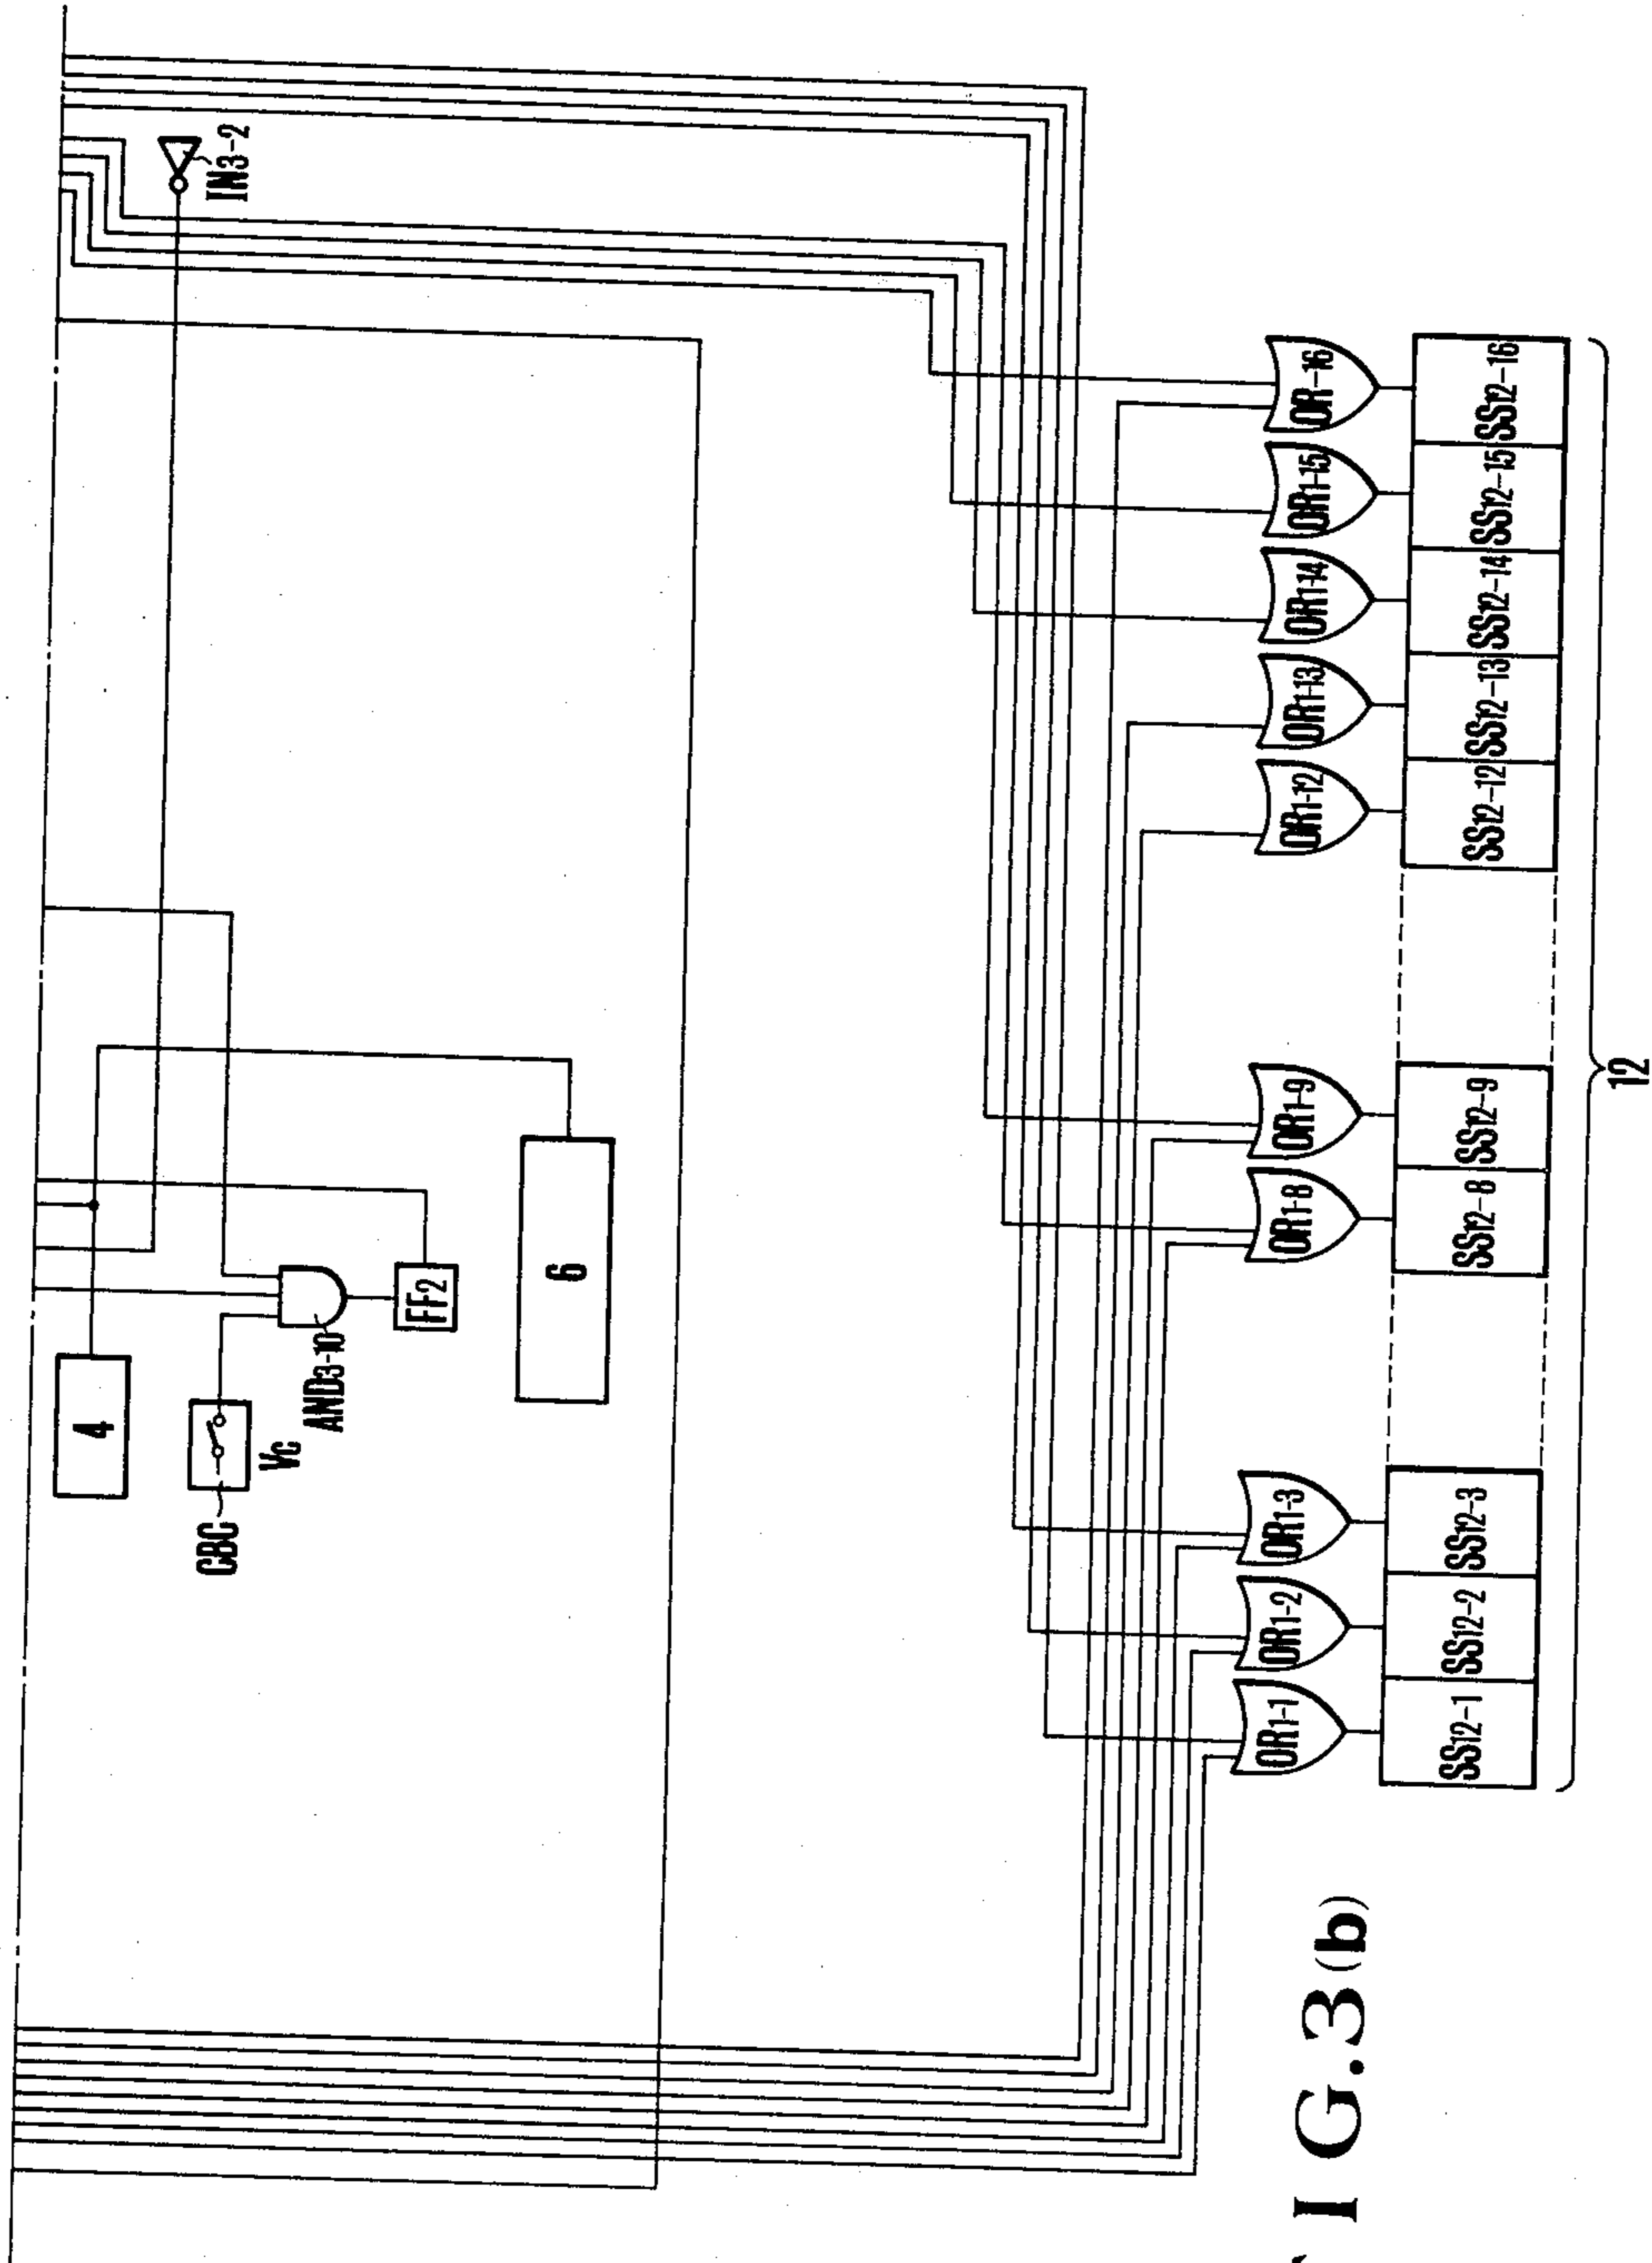 IN3-2
4
CBC
Vc
AND3-10
FF2
6
OR1-1
OR1-2
OR1-3
OR1-8
OR1-9
OR1-12
OR1-13
OR1-14
OR1-15
OR-16
SS12-1
SS12-2
SS12-3
SS12-8
SS12-9
SS12-12
SS12-13
SS12-14
SS12-15
SS12-16
12
I G.3(b)